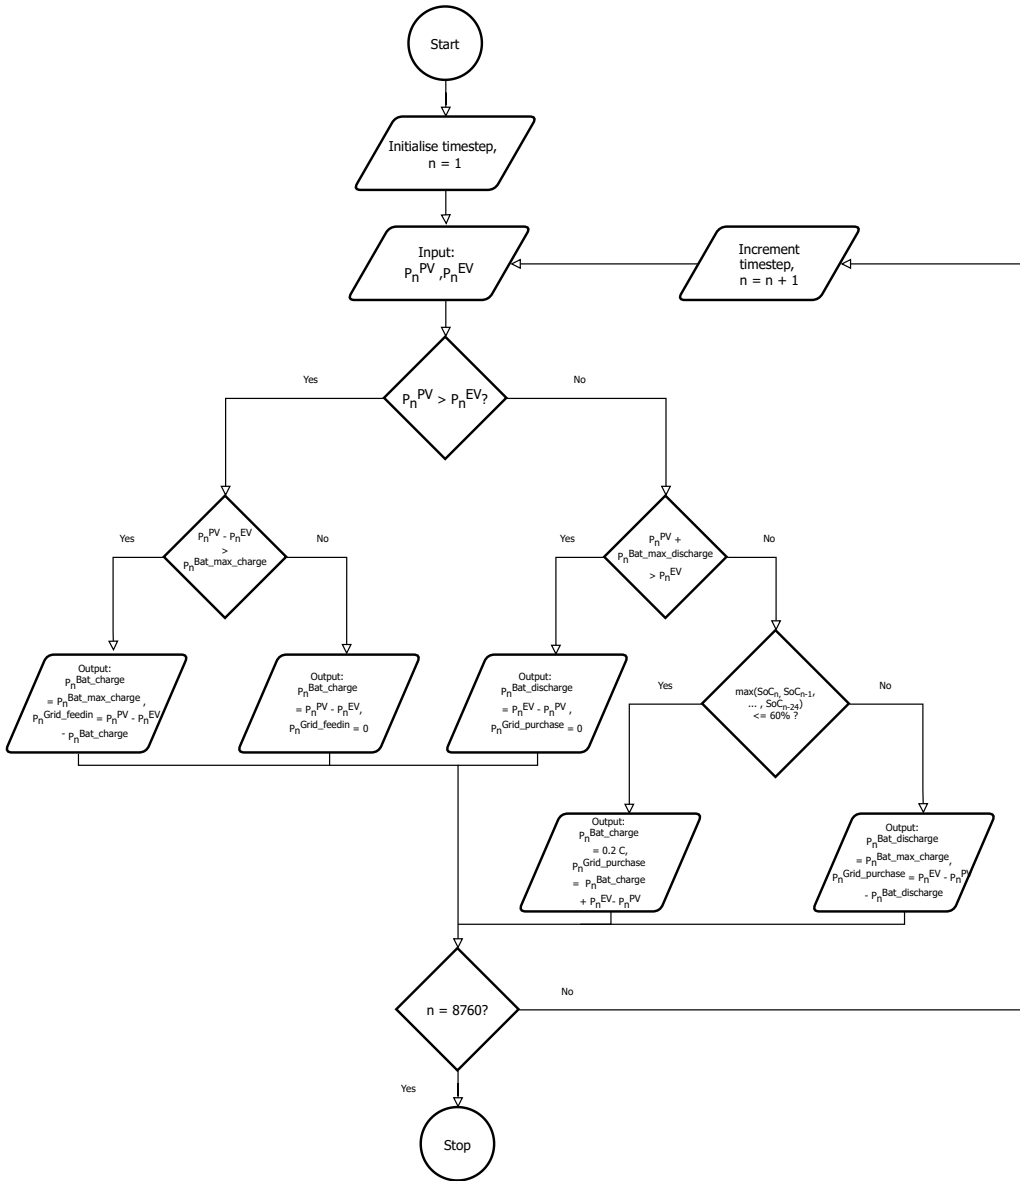 Start
Initialise timestep,
n = 1
Input:
PnPV ,PnEV
Increment
timestep,
n = n + 1
Yes
No
PnPV > PnEV?
Yes
PnPV - PnEV
>
PnBat_max_charge
No
Yes
PnPV +
PnBat_max_discharge
> PnEV
No
Output:
PnBat_charge
= PnBat_max_charge ,
PnGrid_feedin = PnPV - PnEV
- PnBat_charge
Output:
PnBat_charge
= PnPV - PnEV,
PnGrid_feedin = 0
Output:
PnBat_discharge
= PnEV - PnPV ,
PnGrid_purchase = 0
Yes
max(SoCn, SoCn-1,
... , SoCn-24)
<= 60% ?
No
Output:
PnBat_charge
= 0.2 C,
PnGrid_purchase
= PnBat_charge
+ PnEV- PnPV
Output:
PnBat_discharge
= PnBat_max_charge,
PnGrid_purchase = PnEV - PnPV
- PnBat_discharge
n = 8760?
No
Yes
Stop